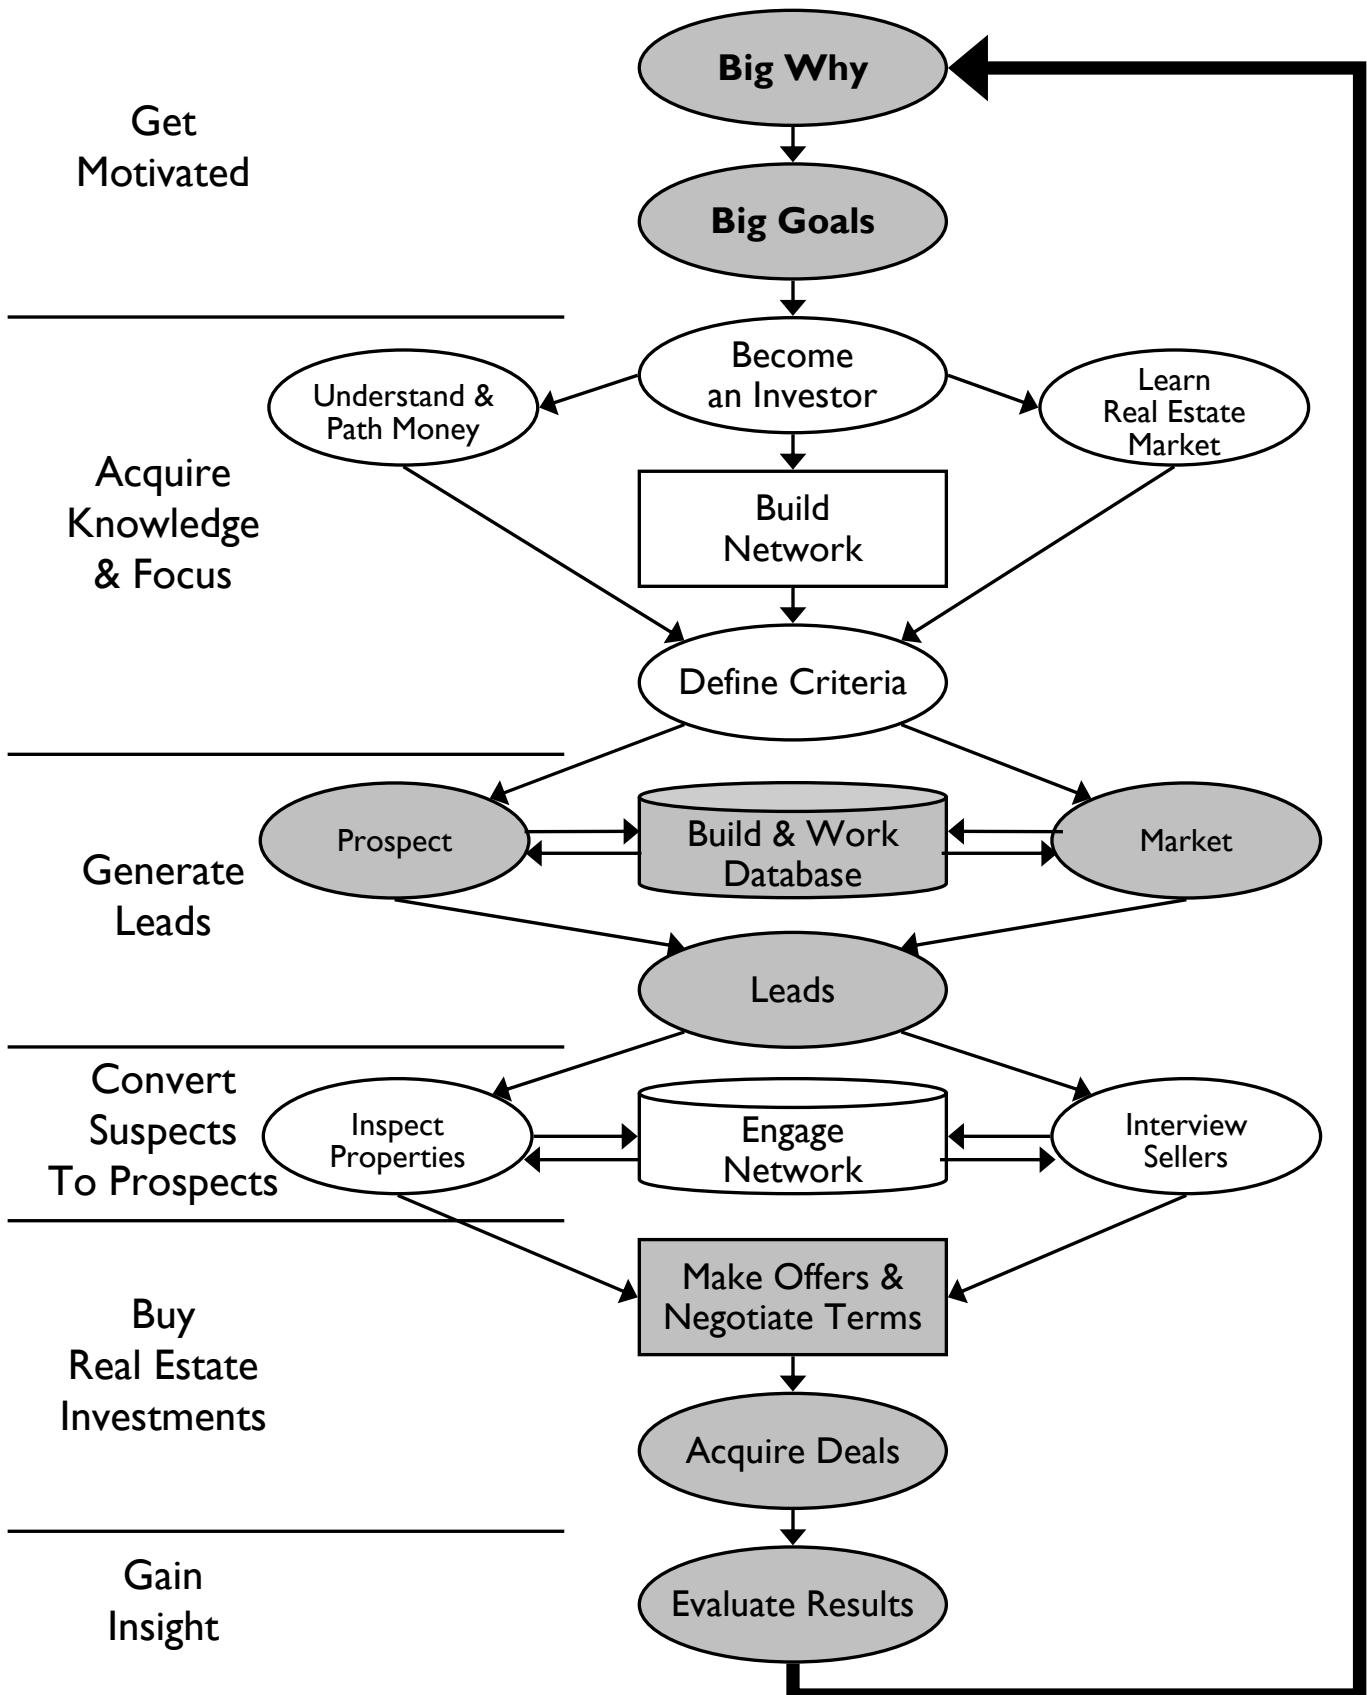 Big Why
Get
Motivated
Big Goals
Become
an Investor
Understand &
Path Money
Learn
Real Estate
Market
Acquire
Knowledge
& Focus
Build
Network
Define Criteria
Generate
Leads
Prospect
Build & Work
Database
Market
Leads
Convert
Suspects
To Prospects
Inspect
Properties
Engage
Network
Interview
Sellers
Buy
Real Estate
Investments
Make Offers &
Negotiate Terms
Acquire Deals
Gain
Insight
Evaluate Results